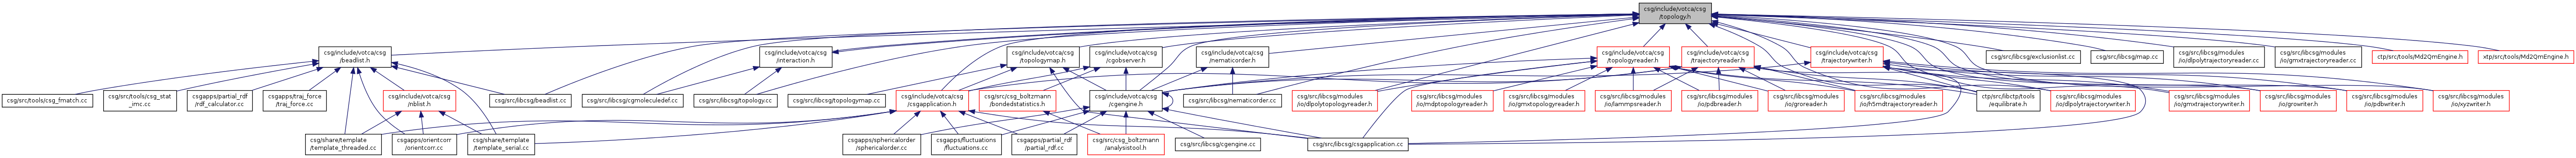 csg/include/votca/csg
/topology.h
csg/include/votca/csg
/beadlist.h
csg/include/votca/csg
/interaction.h
csg/include/votca/csg
/topologymap.h
csg/include/votca/csg
/cgobserver.h
csg/include/votca/csg
/nematicorder.h
csg/include/votca/csg
/topologyreader.h
csg/include/votca/csg
/trajectoryreader.h
csg/include/votca/csg
/trajectorywriter.h
csg/src/libcsg/exclusionlist.cc
csg/src/libcsg/map.cc
csg/src/libcsg/modules
/io/dlpolytrajectoryreader.cc
csg/src/libcsg/modules
/io/gmxtrajectoryreader.cc
ctp/src/tools/Md2QmEngine.h
xtp/src/tools/Md2QmEngine.h
csg/src/tools/csg_fmatch.cc
csg/src/tools/csg_stat
_imc.cc
csgapps/partial_rdf
/rdf_calculator.cc
csgapps/traj_force
/traj_force.cc
csg/include/votca/csg
/nblist.h
csg/src/libcsg/beadlist.cc
csg/src/libcsg/cgmoleculedef.cc
csg/src/libcsg/topology.cc
csg/src/libcsg/topologymap.cc
csg/include/votca/csg
/csgapplication.h
csg/src/csg_boltzmann
/bondedstatistics.h
csg/include/votca/csg
/cgengine.h
csg/src/libcsg/nematicorder.cc
csg/src/libcsg/modules
/io/dlpolytopologyreader.h
csg/src/libcsg/modules
/io/mdptopologyreader.h
csg/src/libcsg/modules
/io/gmxtopologyreader.h
csg/src/libcsg/modules
/io/lammpsreader.h
csg/src/libcsg/modules
/io/pdbreader.h
csg/src/libcsg/modules
/io/groreader.h
csg/src/libcsg/modules
/io/h5mdtrajectoryreader.h
ctp/src/libctp/tools
/equilibrate.h
csg/src/libcsg/modules
/io/dlpolytrajectorywriter.h
csg/src/libcsg/modules
/io/gmxtrajectorywriter.h
csg/src/libcsg/modules
/io/growriter.h
csg/src/libcsg/modules
/io/pdbwriter.h
csg/src/libcsg/modules
/io/xyzwriter.h
csg/share/template
/template_threaded.cc
csgapps/orientcorr
/orientcorr.cc
csg/share/template
/template_serial.cc
csgapps/sphericalorder
/sphericalorder.cc
csgapps/fluctuations
/fluctuations.cc
csgapps/partial_rdf
/partial_rdf.cc
csg/src/csg_boltzmann
/analysistool.h
csg/src/libcsg/cgengine.cc
csg/src/libcsg/csgapplication.cc